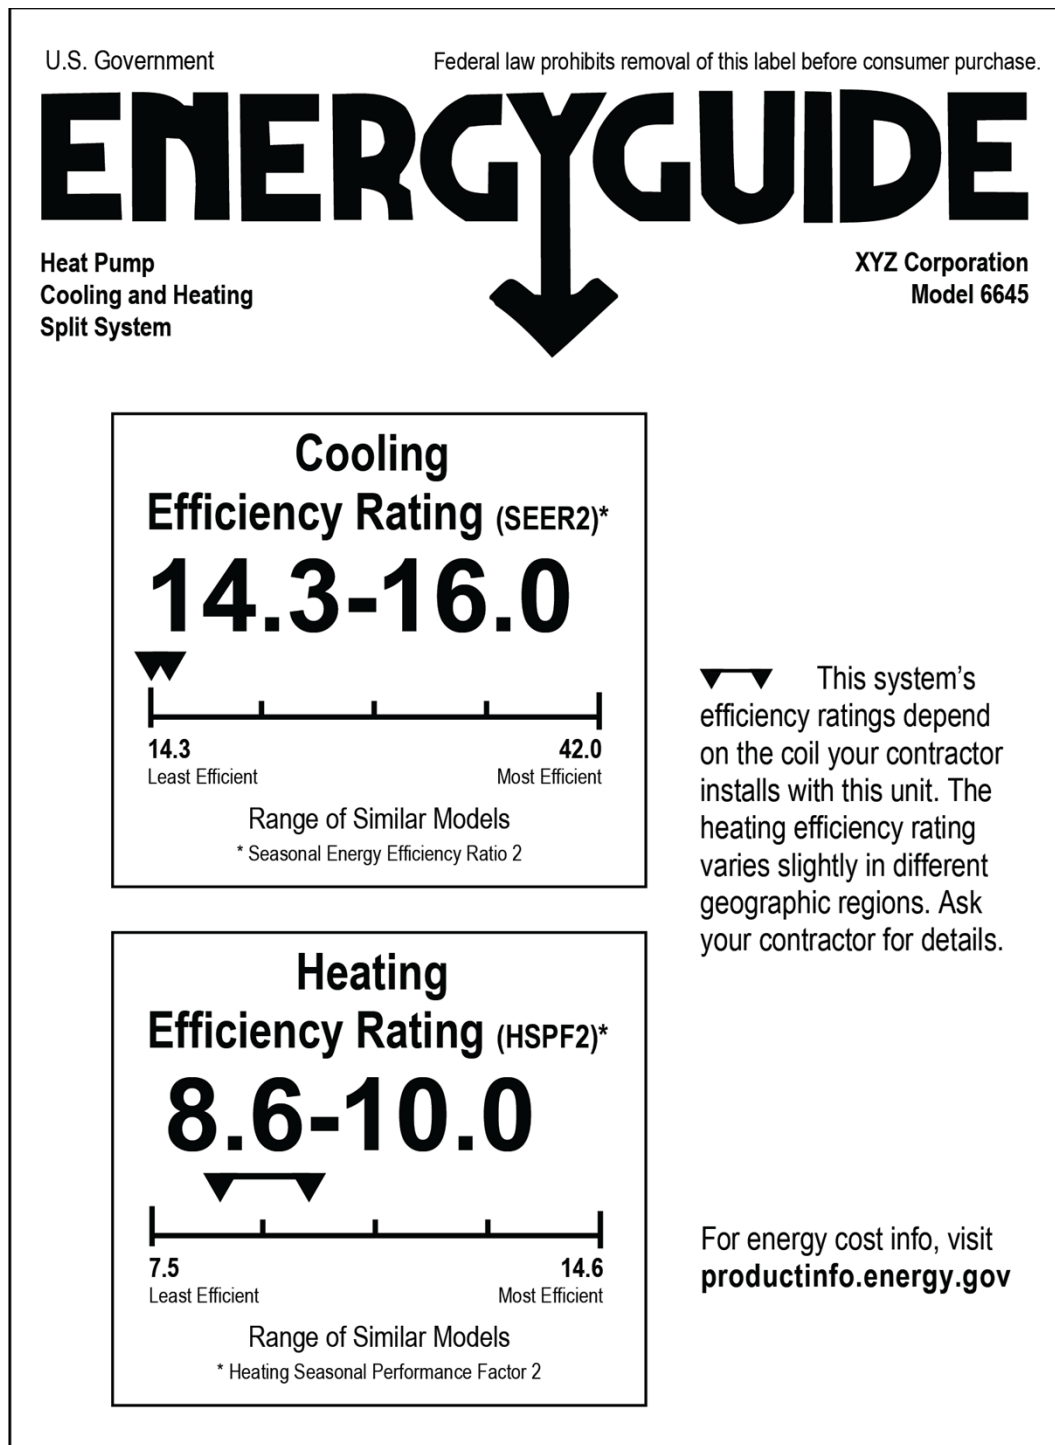 U.S. Government
Federal law prohibits removal of this label before consumer purchase.
ENERGYGUIDE
Heat Pump
Cooling and Heating
Split System
XYZ Corporation
Model 6645
Cooling
Efficiency Rating (SEER2)*
14.3-16.0
14.3
42.0
Least Efficient
Most Efficient
Range of Similar Models
* Seasonal Energy Efficiency Ratio 2
This system’s
efficiency ratings depend
on the coil your contractor
installs with this unit. The
heating efficiency rating
varies slightly in different
geographic regions. Ask
your contractor for details.
Heating
Efficiency Rating (HSPF2)*
8.6-10.0
7.5
14.6
Least Efficient
Most Efficient
Range of Similar Models
* Heating Seasonal Performance Factor 2
For energy cost info, visit
productinfo.energy.gov